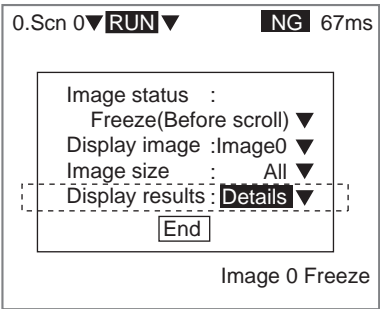 0.Scn 0▼ RUN ▼ NG 67ms
Image status :
Freeze(Before scroll) ▼
Display image :Image0 ▼
Image size : All ▼
Display results : Details ▼
End
Image 0 Freeze